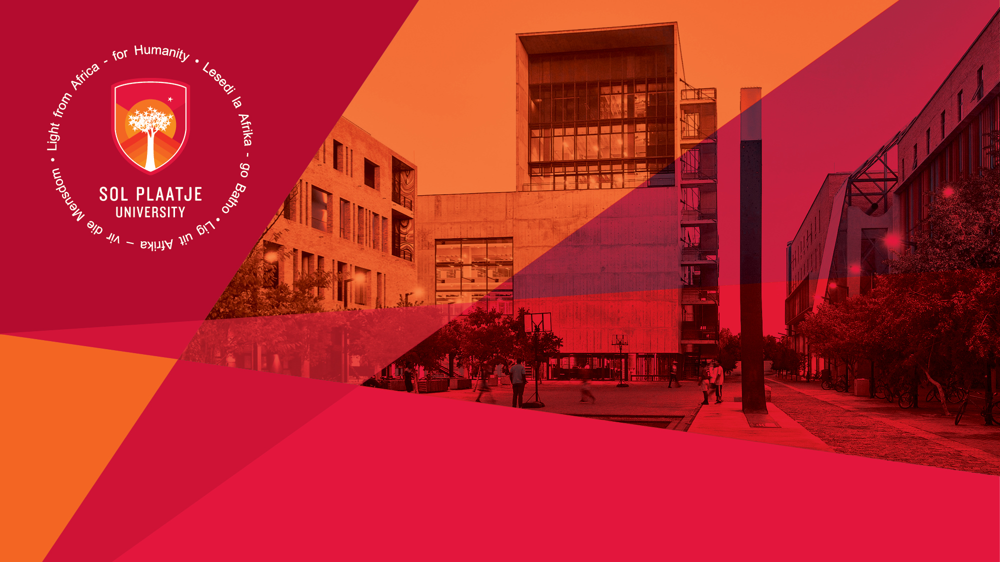 • Light from Africa - for Humanity • Lesedi la Afrika - go Batho • Lig uit Afrika – vir die Mensdom
SOL PLAATJE
UNIVERSITY